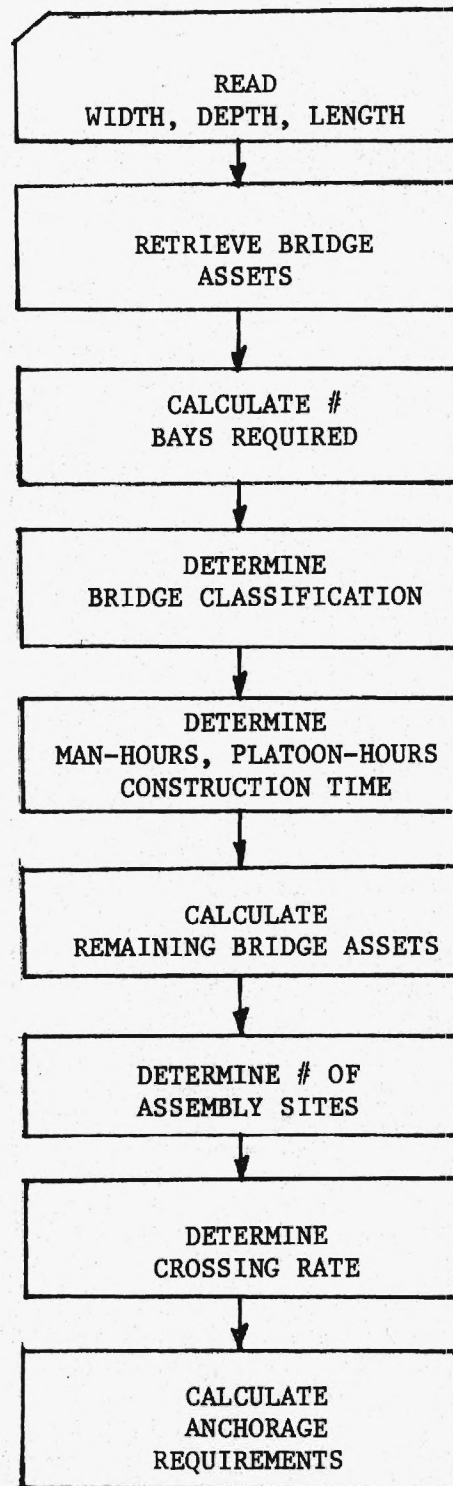 READ
WIDTH, DEPTH, LENGTH
RETRIEVE BRIDGE
ASSETS
CALCULATE #
BAYS REQUIRED
DETERMINE
BRIDGE CLASSIFICATION
DETERMINE
MAN-HOURS, PLATOON-HOURS
CONSTRUCTION TIME
CALCULATE
REMAINING BRIDGE ASSETS
DETERMINE # OF
ASSEMBLY SITES
DETERMINE
CROSSING RATE
CALCULATE
ANCHORAGE
REQUIREMENTS